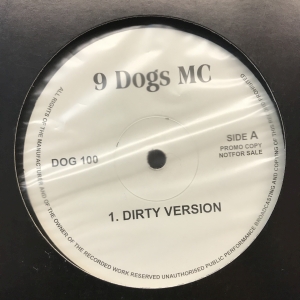 9 Dogs MC
SIDE A
PROMO COPY
NOTFOR SALE
DOG 100
1. DIRTY VERSION
ALL RIGHTS OF THE MANUFACTURER AND OF THE OWNER OF THE RECORDED WORK RESERVED UNAUTHORISED PUBLIC PERFORMANCE BROADCASTING AND COPYING OF THIS